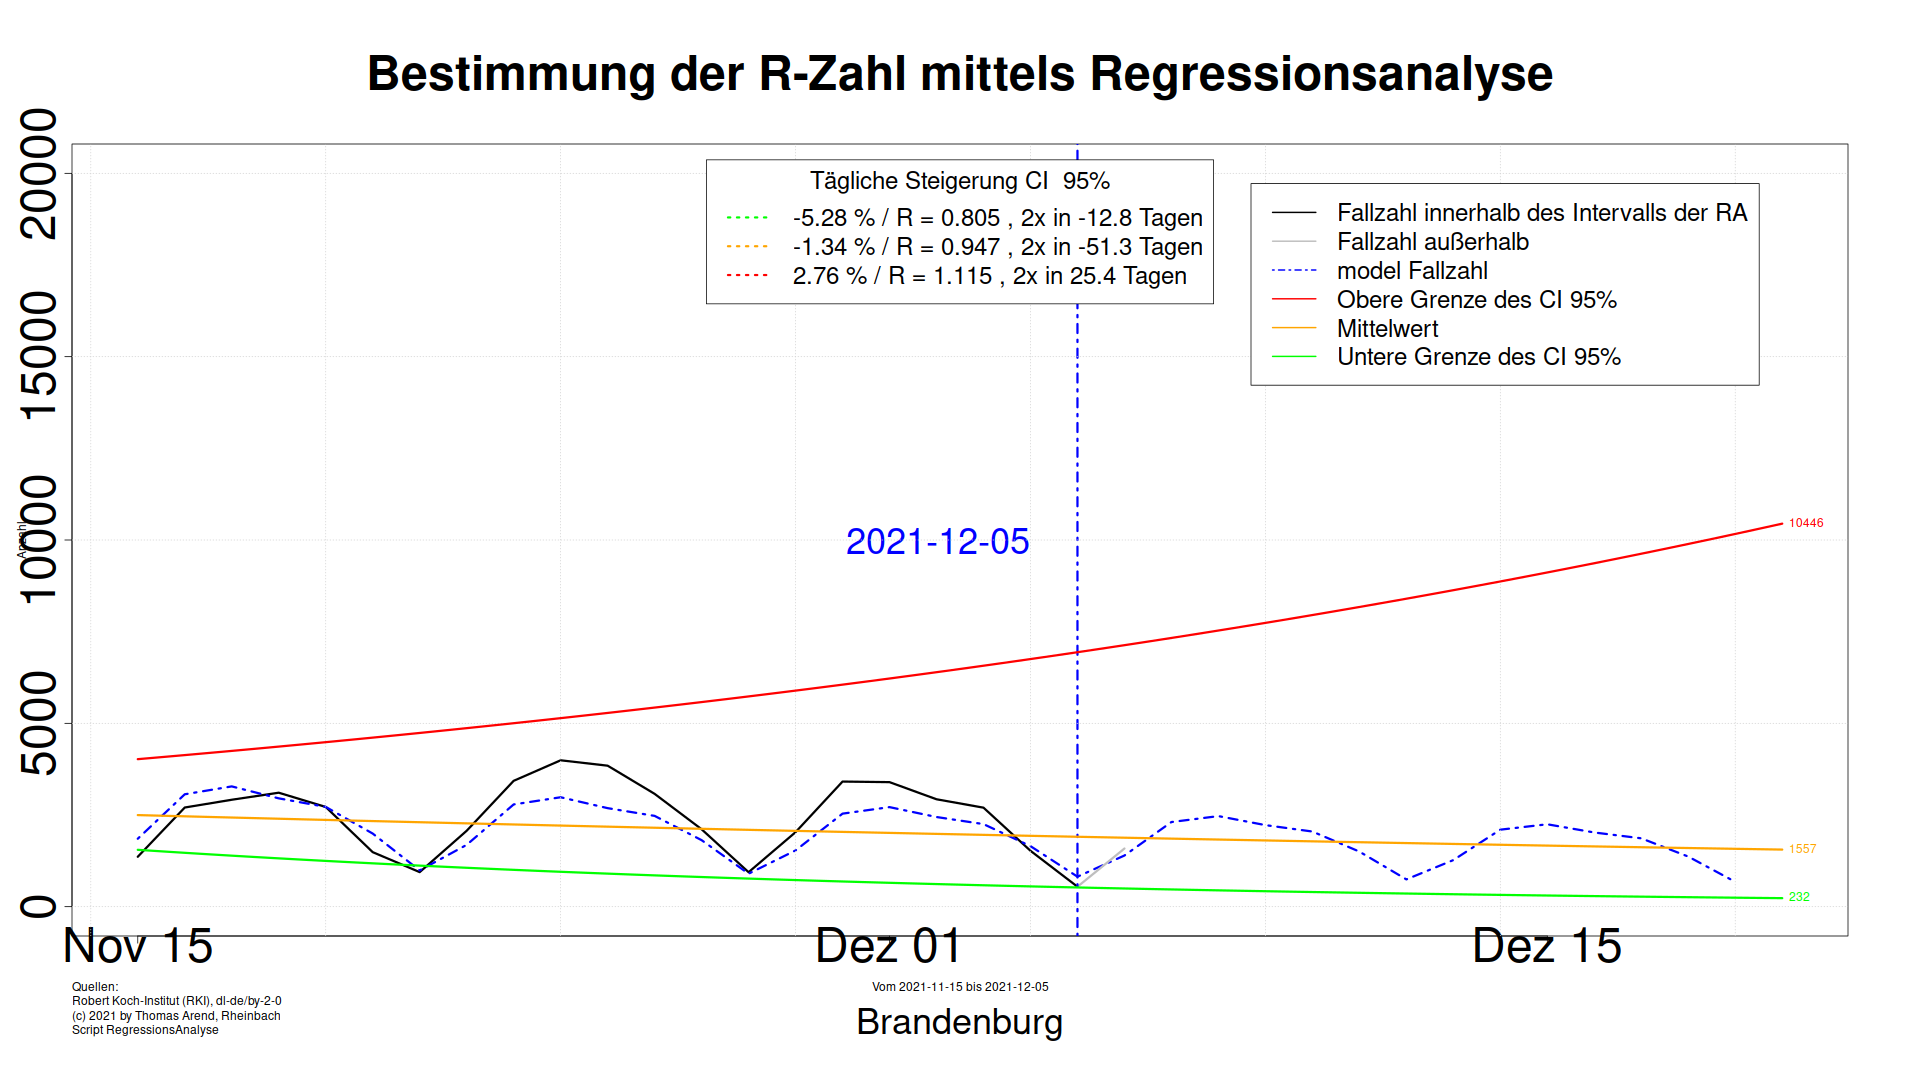 Bestimmung der R-Zahl mittels Regressionsanalyse
Anzahl
20000
15000
10000
5000
0
Tägliche Steigerung CI  95%
-5.28 % / R = 0.805 , 2x in -12.8 Tagen
-1.34 % / R = 0.947 , 2x in -51.3 Tagen
2.76 % / R = 1.115 , 2x in 25.4 Tagen
Fallzahl innerhalb des Intervalls der RA
Fallzahl außerhalb
model Fallzahl
Obere Grenze des CI 95%
Mittelwert
Untere Grenze des CI 95%
2021-12-05
10446
1557
232
Nov 15
Dez 01
Dez 15
Quellen:
Robert Koch-Institut (RKI), dl-de/by-2-0
(c) 2021 by Thomas Arend, Rheinbach
Script RegressionsAnalyse
Vom 2021-11-15 bis 2021-12-05
Brandenburg